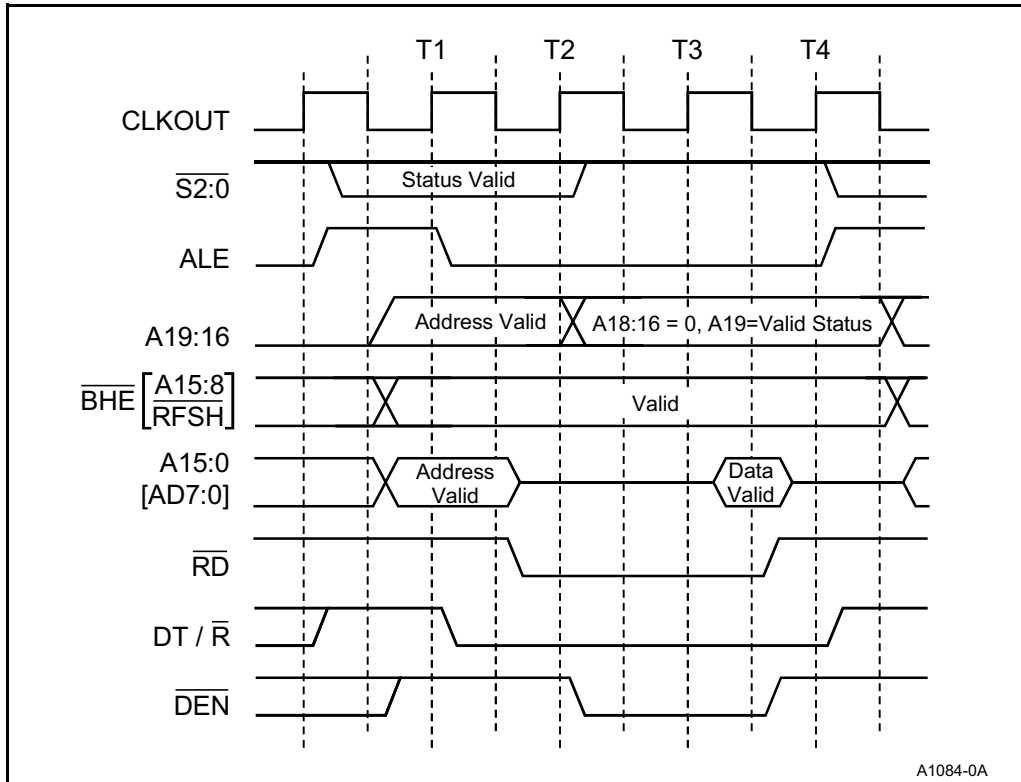 T1 T2 T3 T4
CLKOUT
S2:0
Status Valid
ALE
A19:16
Address Valid
A18:16 = 0, A19=Valid Status
BHE [A15:8
RFSH]
Valid
A15:0
[AD7:0]
Address
Valid
Data
Valid
RD
DT / R
DEN
A1084-0A